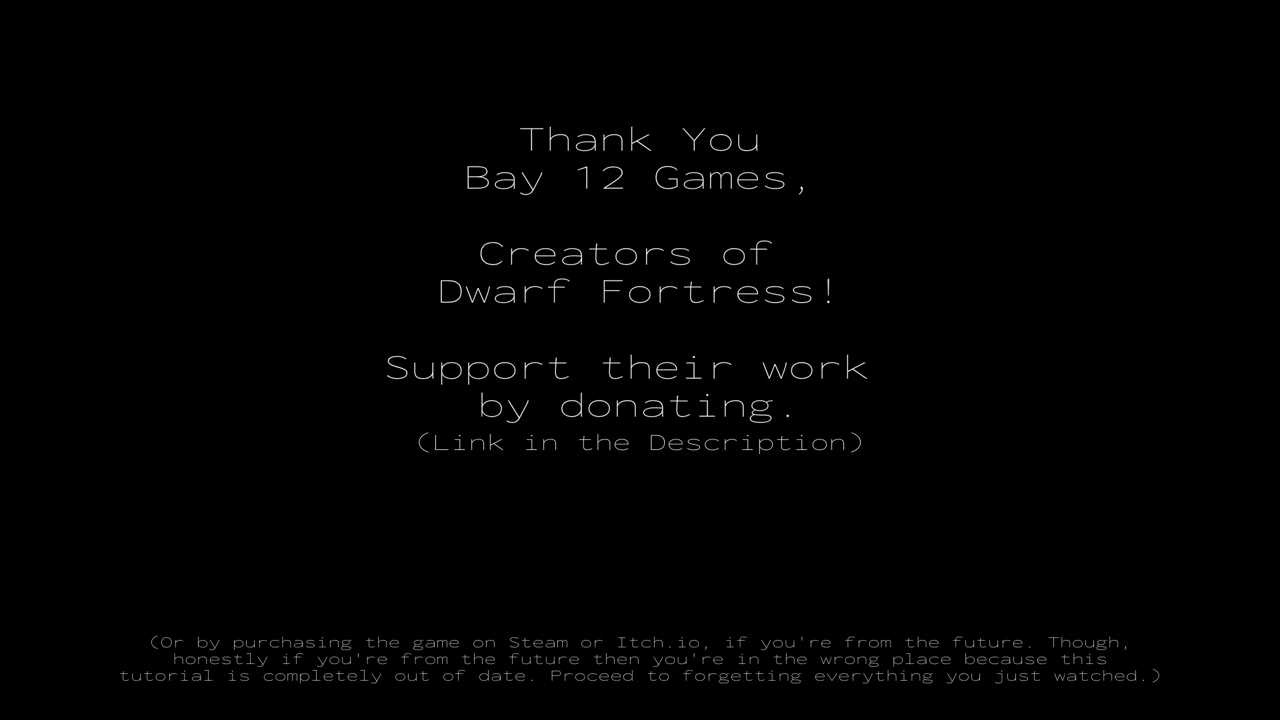 Thank You
Bay 12 Games,
Creators of
Dwarf Fortress!
Support their work
by donating.
(Link in the Description)
(Or by purchasing the game on Steam or Itch.io, if you're from the future. Though,
honestly if you're from the future then you're in the wrong place because this
tutorial is completely out of date. Proceed to forgetting everything you just watched.)